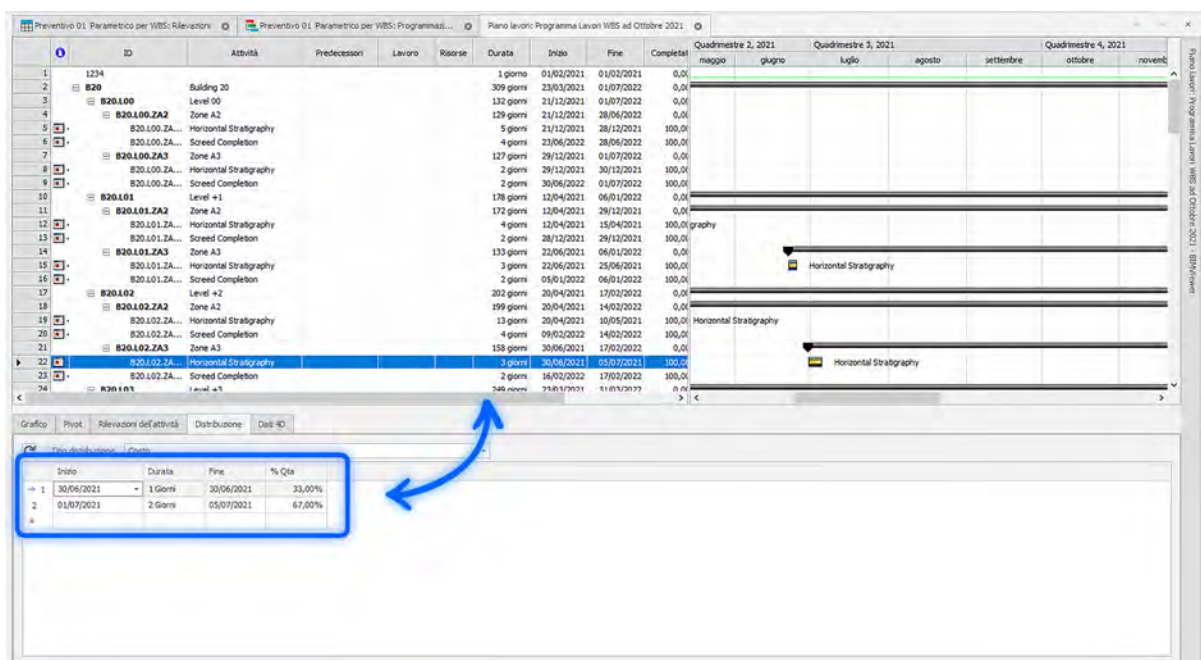 Preventivo 01 'Parametrico per WBS: Rilevazioni
Preventivo 01 'Parametrico per WBS: Programmazi...
Piano lavori: Programma Lavori WBS ad Ottobre 2021
ID Attività Predecessori Lavoro Risorse Durata Inizio Fine Completat
Quadrimestre 2, 2021 Quadrimestre 3, 2021 Quadrimestre 4, 2021
maggio giugno luglio agosto settembre ottobre novemb
1 1234 1 giorno 01/02/2021 01/02/2021 0,00
2 B20 Building 20 309 giorni 23/03/2021 01/07/2022 0,00
3 B20.L00 Level 00 132 giorni 21/12/2021 01/07/2022 0,00
4 B20.L00.ZA2 Zone A2 129 giorni 21/12/2021 28/06/2022 0,00
5 B20.L00.ZA... Horizontal Stratigraphy 5 giorni 21/12/2021 28/12/2021 100,00
6 B20.L00.ZA... Screed Completion 4 giorni 23/06/2022 28/06/2022 100,00
7 B20.L00.ZA3 Zone A3 127 giorni 29/12/2021 01/07/2022 0,00
8 B20.L00.ZA... Horizontal Stratigraphy 2 giorni 29/12/2021 30/12/2021 100,00
9 B20.L00.ZA... Screed Completion 2 giorni 30/06/2022 01/07/2022 100,00
10 B20.L01 Level +1 178 giorni 12/04/2021 06/01/2022 0,00
11 B20.L01.ZA2 Zone A2 172 giorni 12/04/2021 29/12/2021 0,00
12 B20.L01.ZA... Horizontal Stratigraphy 4 giorni 12/04/2021 15/04/2021 100,00 graphy
13 B20.L01.ZA... Screed Completion 2 giorni 28/12/2021 29/12/2021 100,00
14 B20.L01.ZA3 Zone A3 133 giorni 22/06/2021 06/01/2022 0,00
15 B20.L01.ZA... Horizontal Stratigraphy 3 giorni 22/06/2021 25/06/2021 100,00 Horizontal Stratigraphy
16 B20.L01.ZA... Screed Completion 2 giorni 05/01/2022 06/01/2022 100,00
17 B20.L02 Level +2 202 giorni 20/04/2021 17/02/2022 0,00
18 B20.L02.ZA2 Zone A2 199 giorni 20/04/2021 14/02/2022 0,00
19 B20.L02.ZA... Horizontal Stratigraphy 13 giorni 20/04/2021 10/05/2021 100,00 Horizontal Stratigraphy
20 B20.L02.ZA... Screed Completion 4 giorni 09/02/2022 14/02/2022 100,00
21 B20.L02.ZA3 Zone A3 158 giorni 30/06/2021 17/02/2022 0,00
22 B20.L02.ZA... Horizontal Stratigraphy 3 giorni 30/06/2021 05/07/2021 100,00 Horizontal Stratigraphy
23 B20.L02.ZA... Screed Completion 2 giorni 16/02/2022 17/02/2022 100,00
24 B20.L03 Level +3 249 giorni 23/03/2021 31/03/2022 0,00
Piano Lavori: Programma Lavori WBS ad Ottobre 2021 - BIMViewer
Grafico Pivot Rilevazioni dell'attività Distribuzione Dati 4D
Tipo distribuzione Costo
Inizio Durata Fine % Qta
1 30/06/2021 1 Giorni 30/06/2021 33,00%
2 01/07/2021 2 Giorni 05/07/2021 67,00%